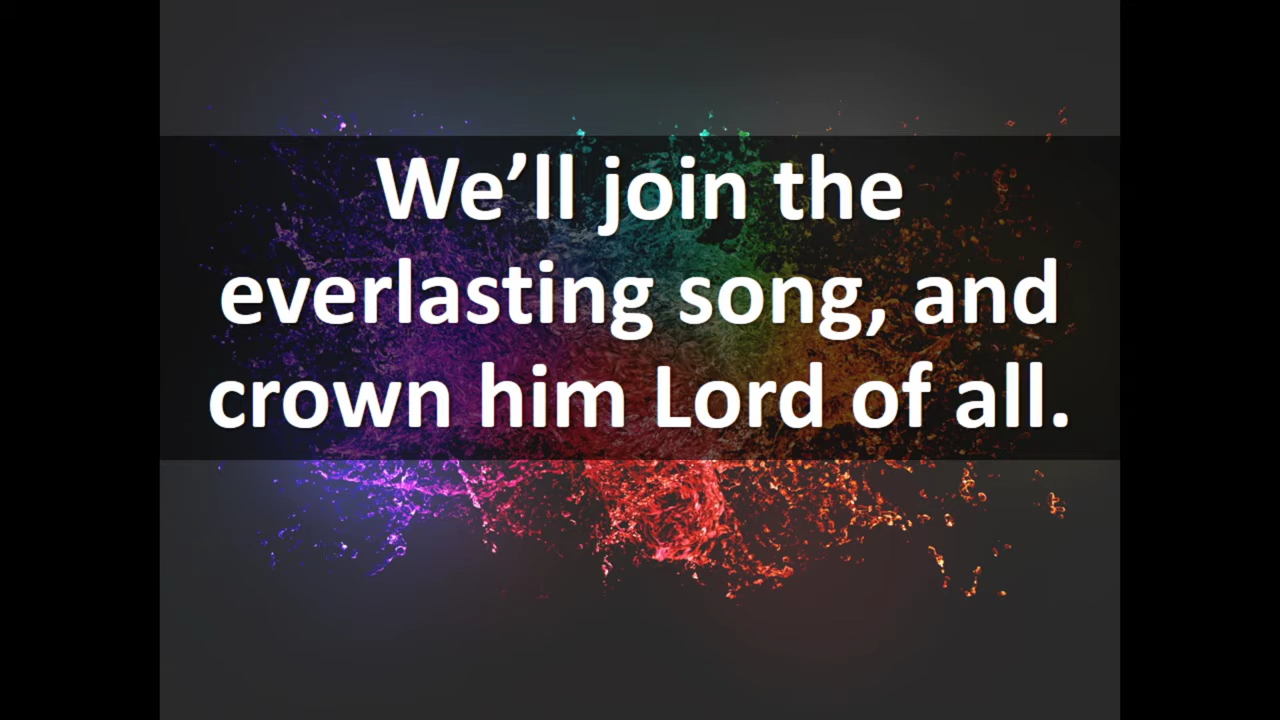 We’ll join the
everlasting song, and
crown him Lord of all.